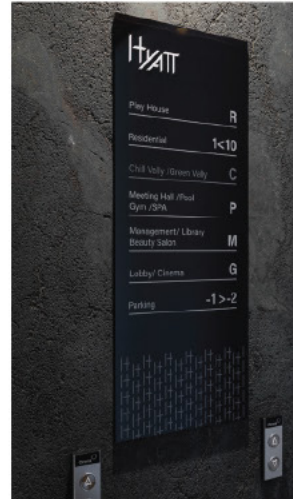 HYATT
Play House R
Residential 1<10
Chill Vally /Green Vally C
Meeting Hall /Pool
Gym /SPA P
Management/ Library
Beauty Salon M
Lobby/ Cinema G
Parking -1>-2